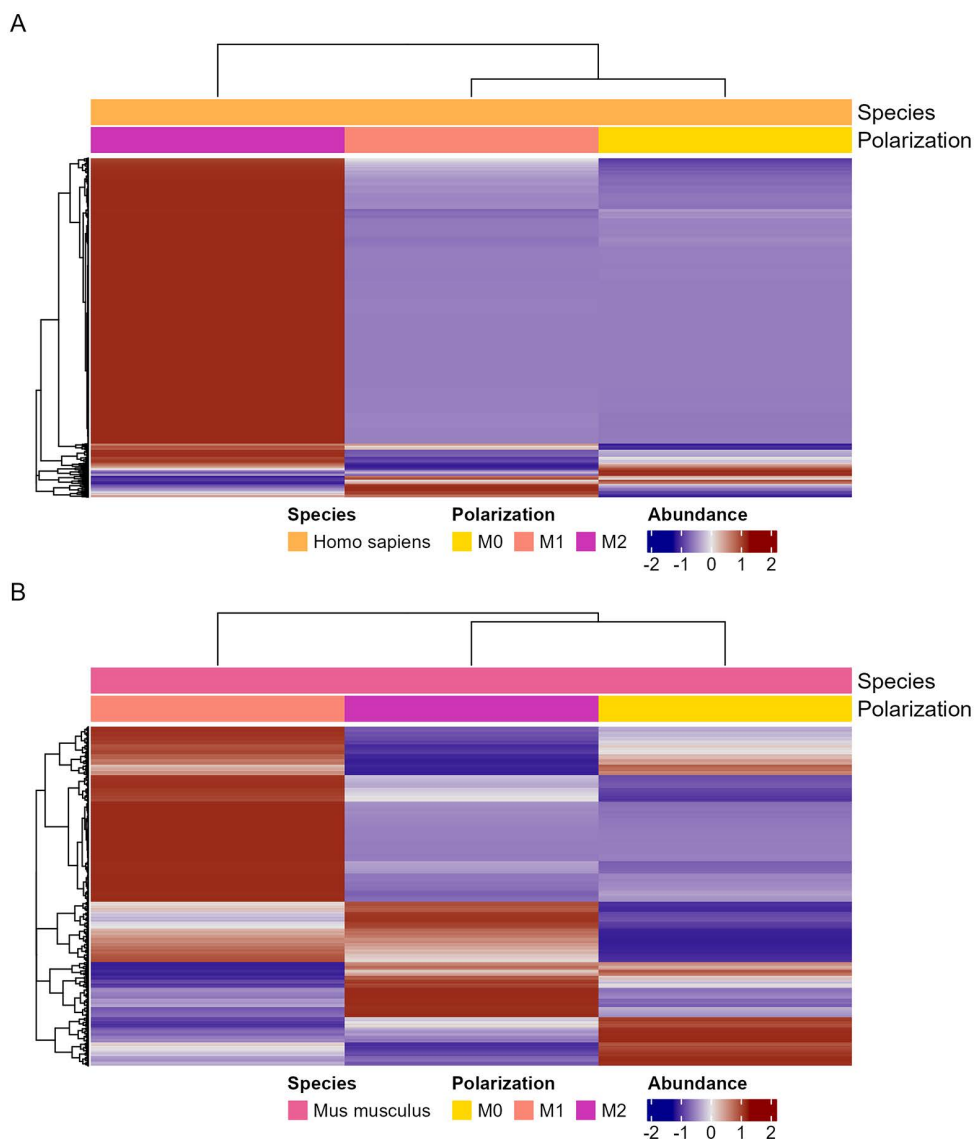 A
Species
Polarization
Species Polarization Abundance
Homo sapiens M0 M1 M2
-2 -1 0 1 2
B
Species
Polarization
Species Polarization Abundance
Mus musculus M0 M1 M2
-2 -1 0 1 2